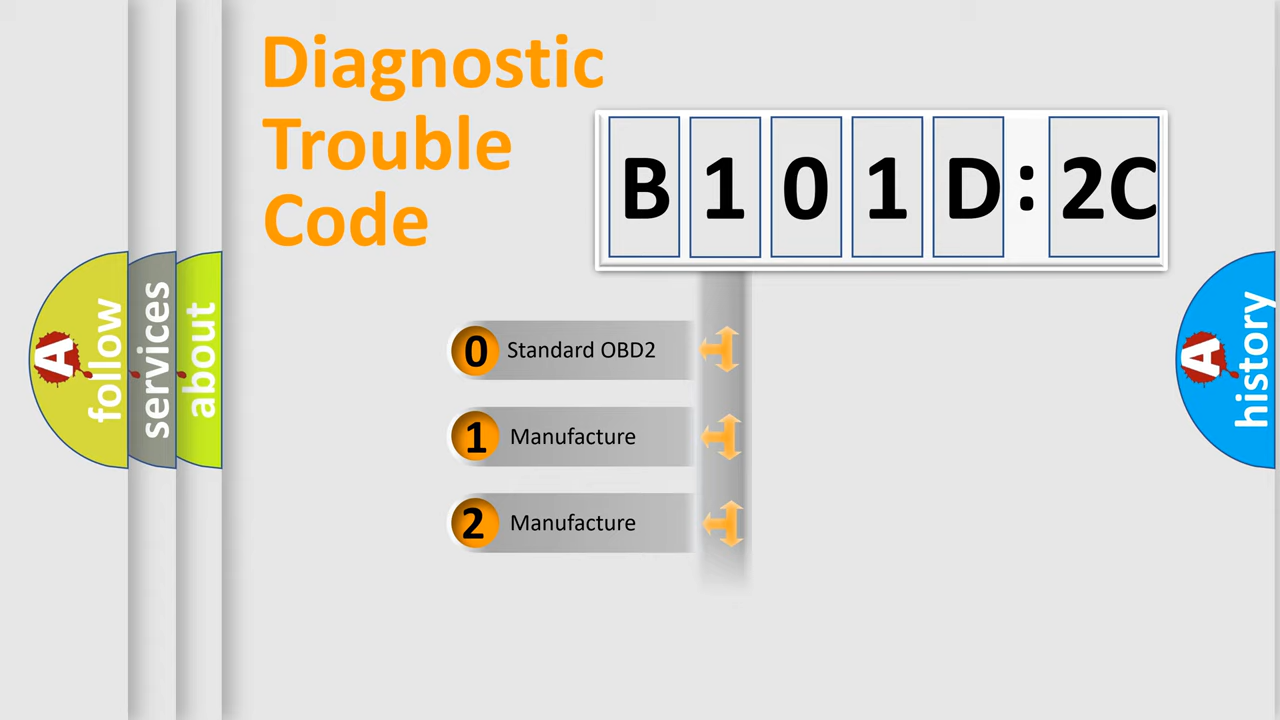 Diagnostic
Trouble
Code
B 1 0 1 D : 2C
0 Standard OBD2
1 Manufacture
2 Manufacture
A follow
services
about
A history